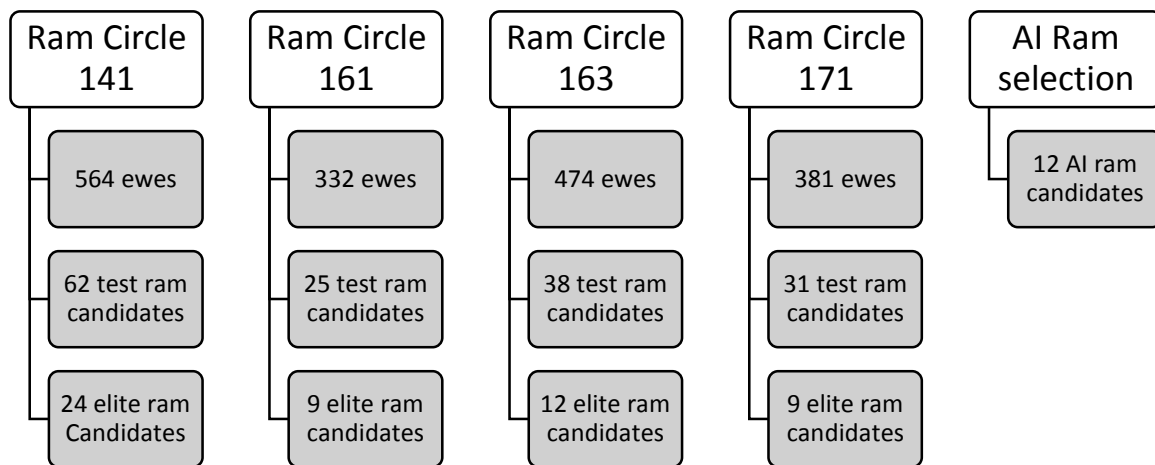 Ram Circle
141
564 ewes
62 test ram
candidates
24 elite ram
Candidates
Ram Circle
161
332 ewes
25 test ram
candidates
9 elite ram
candidates
Ram Circle
163
474 ewes
38 test ram
candidates
12 elite ram
candidates
Ram Circle
171
381 ewes
31 test ram
candidates
9 elite ram
candidates
AI Ram
selection
12 AI ram
candidates